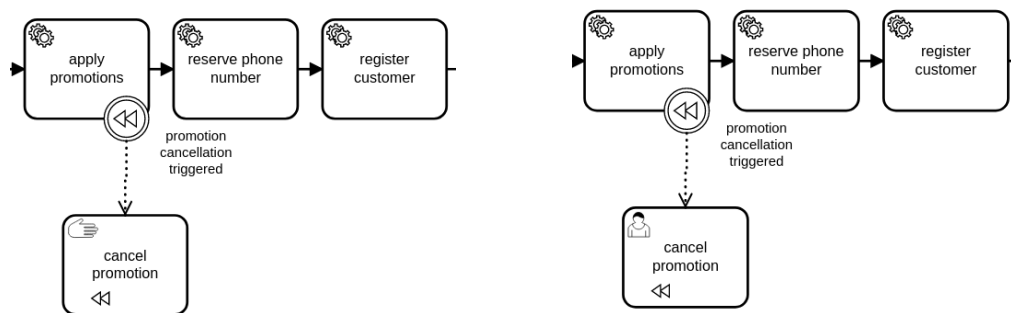 apply
promotions
reserve phone
number
register
customer
promotion
cancellation
triggered
cancel
promotion
apply
promotions
reserve phone
number
register
customer
promotion
cancellation
triggered
cancel
promotion